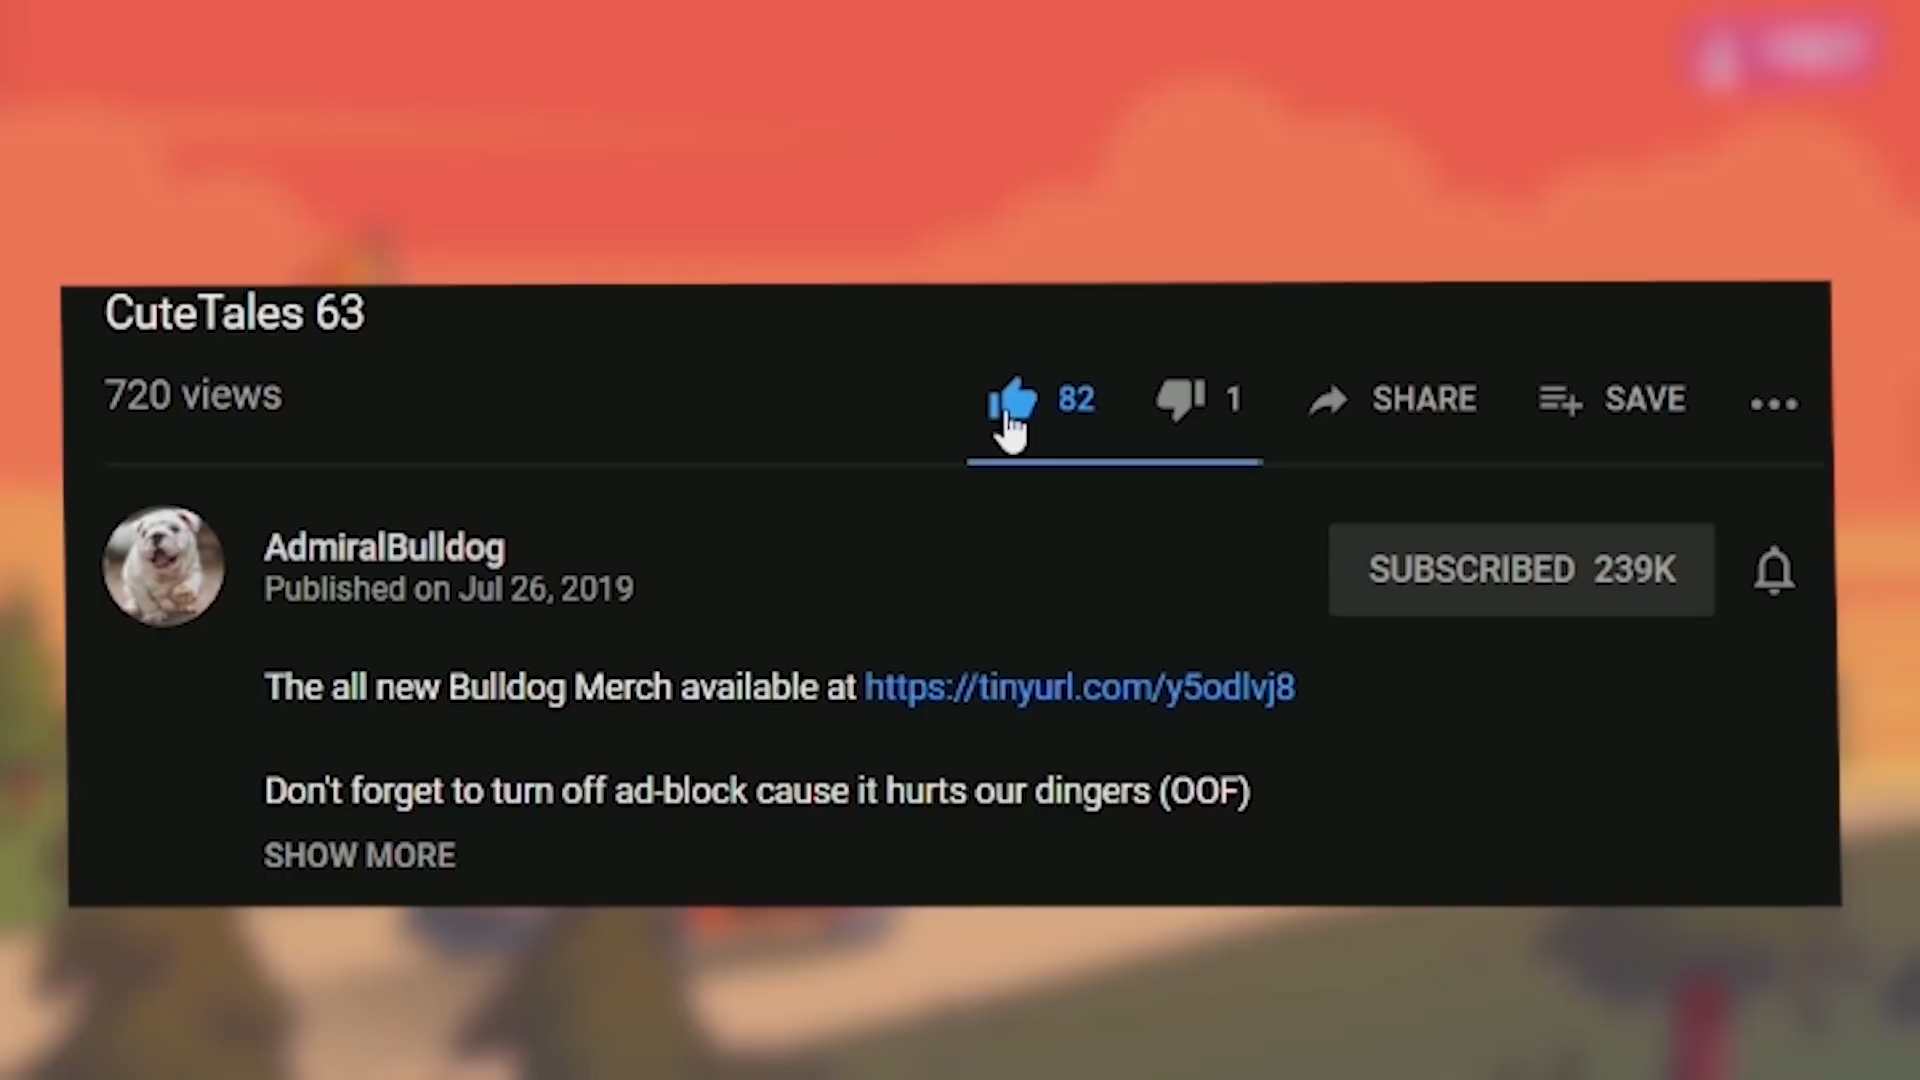 CuteTales 63
720 views
82 1 SHARE SAVE
AdmiralBulldog
Published on Jul 26, 2019
SUBSCRIBED 239K
The all new Bulldog Merch available at https://tinyurl.com/y5odlvj8
Don't forget to turn off ad-block cause it hurts our dingers (OOF)
SHOW MORE